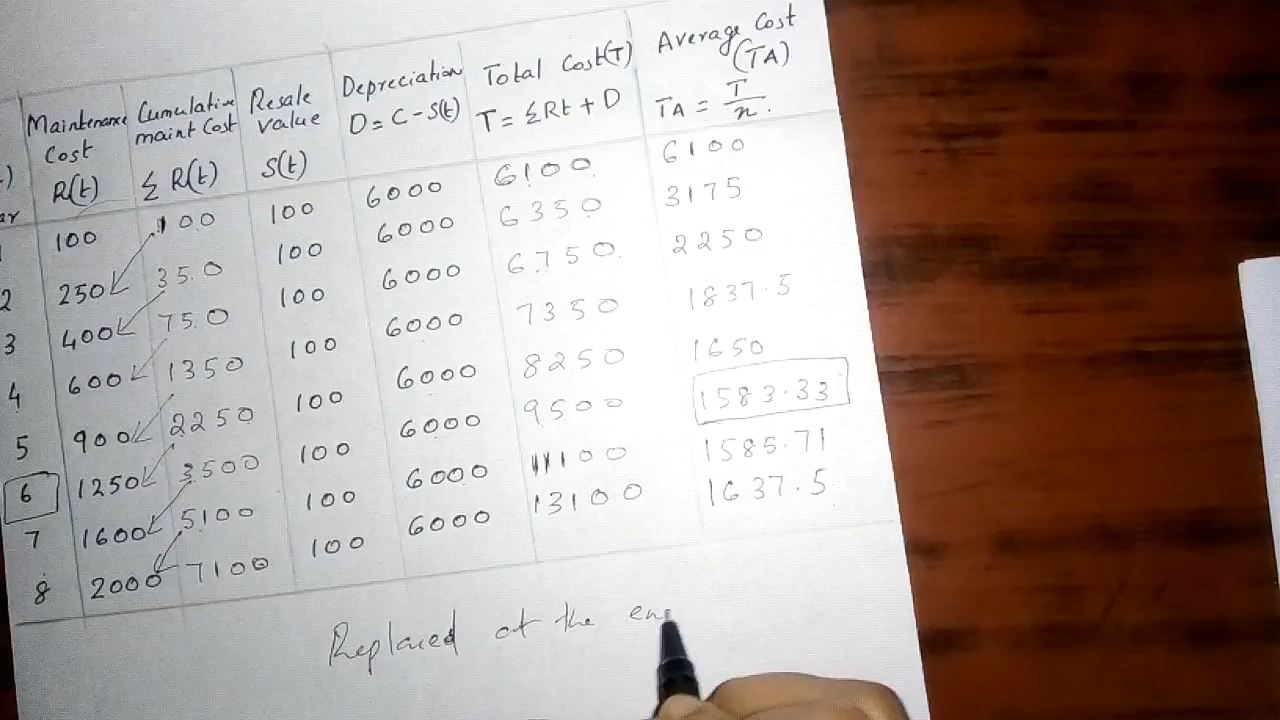 Maintenance Cost R(t) | Cumulative maint Cost Σ R(t) | Resale value S(t) | Depreciation D = C - S(t) | Total Cost(T) T = ΣRt + D | Average Cost (TA) TA = T/n.
1 | 100 | 100 | 100 | 6000 | 6100 | 6100
2 | 250 | 350 | 100 | 6000 | 6350 | 3175
3 | 400 | 750 | 100 | 6000 | 6750 | 2250
4 | 600 | 1350 | 100 | 6000 | 7350 | 1837.5
5 | 900 | 2250 | 100 | 6000 | 8250 | 1650
6 | 1250 | 3500 | 100 | 6000 | 9500 | 1583.33
7 | 1600 | 5100 | 100 | 6000 | 11100 | 1585.71
8 | 2000 | 7100 | 100 | 6000 | 13100 | 1637.5
Replaced at the en